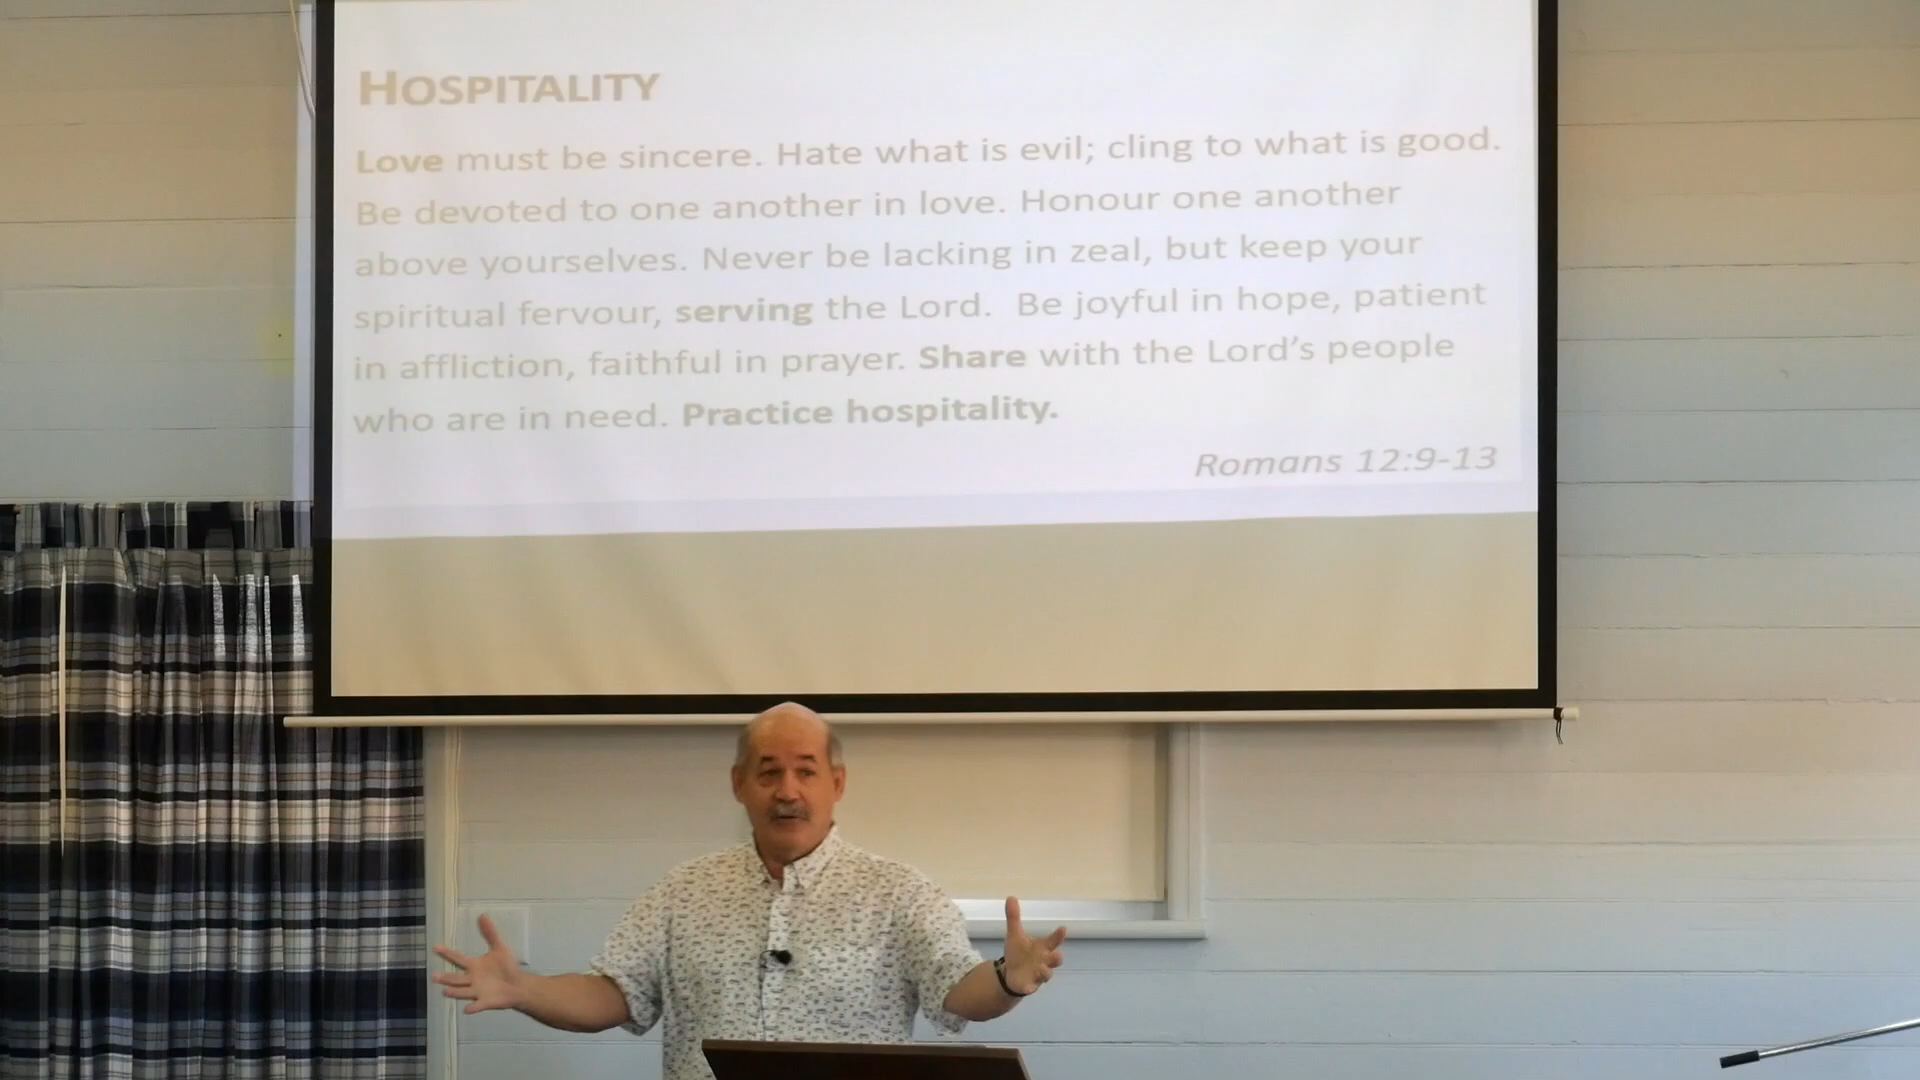 HOSPITALITY
Love must be sincere. Hate what is evil; cling to what is good.
Be devoted to one another in love. Honour one another
above yourselves. Never be lacking in zeal, but keep your
spiritual fervour, serving the Lord. Be joyful in hope, patient
in affliction, faithful in prayer. Share with the Lord's people
who are in need. Practice hospitality.
Romans 12:9-13